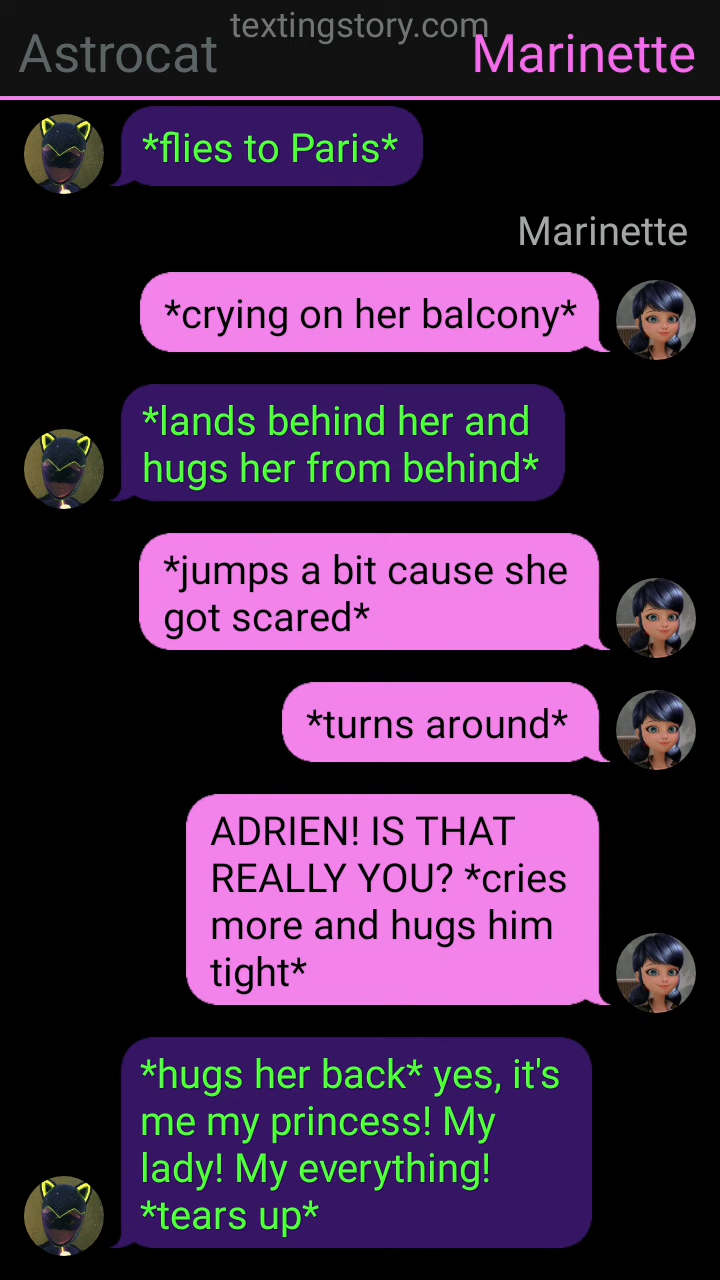 textingstory.com
Astrocat
Marinette
*flies to Paris*
Marinette
*crying on her balcony*
*lands behind her and
hugs her from behind*
*jumps a bit cause she
got scared*
*turns around*
ADRIEN! IS THAT
REALLY YOU? *cries
more and hugs him
tight*
*hugs her back* yes, it's
me my princess! My
lady! My everything!
*tears up*